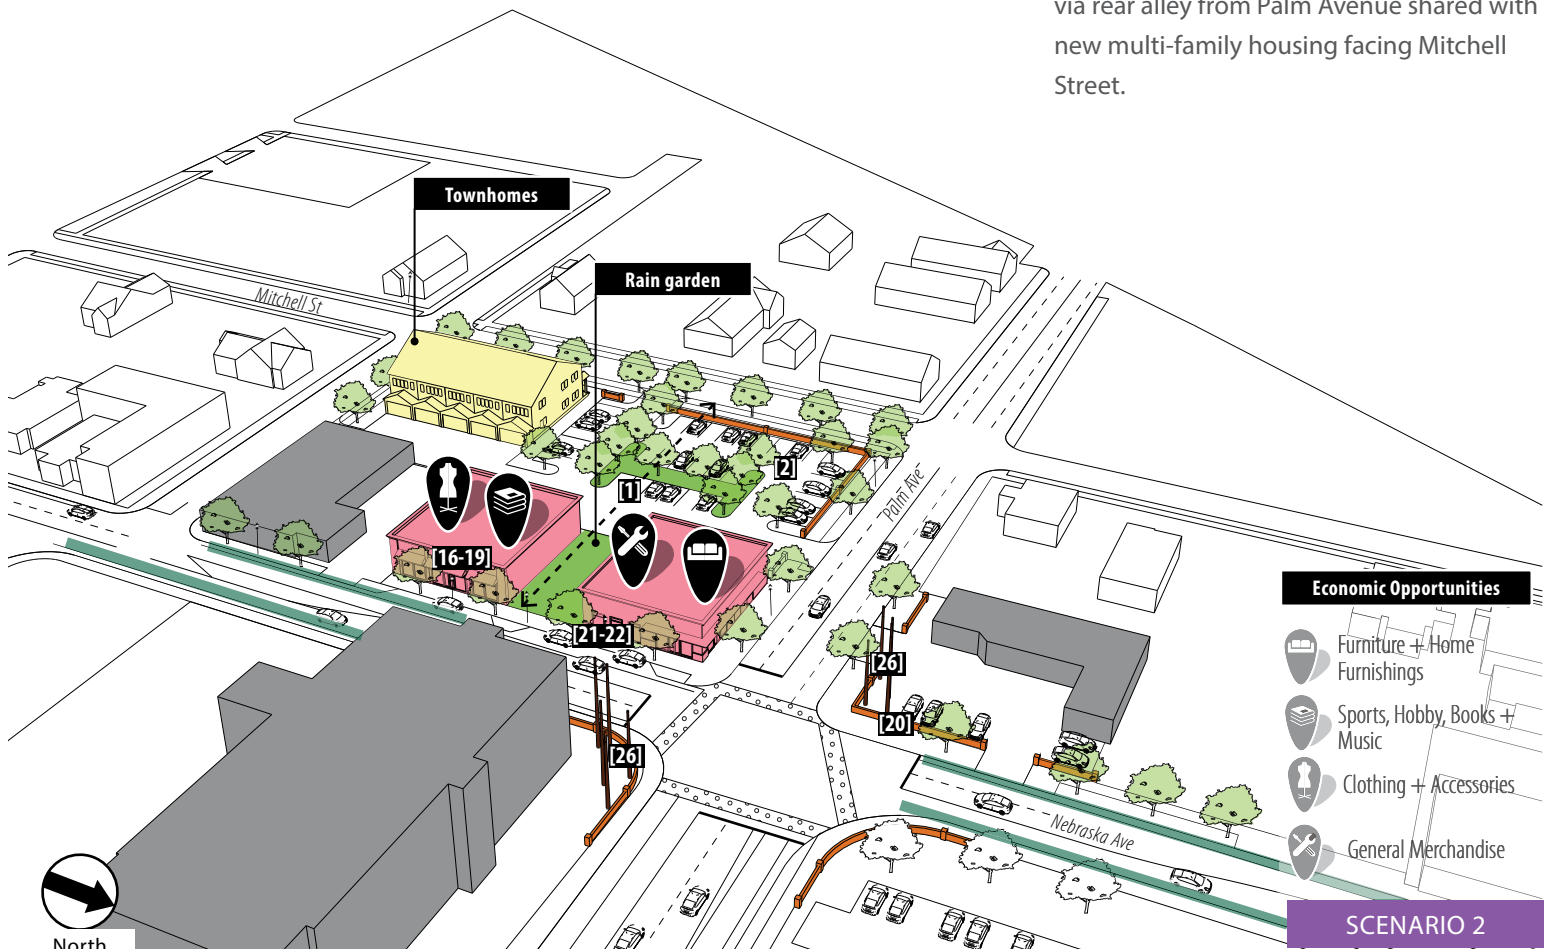 via rear alley from Palm Avenue shared with
new multi-family housing facing Mitchell
Street.
Townhomes
Rain garden
Mitchell St
[2]
[1]
Palm Ave
[16-19]
[21-22]
[26]
[20]
[26]
Nebraska Ave
Economic Opportunities
Furniture + Home
Furnishings
Sports, Hobby, Books +
Music
Clothing + Accessories
General Merchandise
North
SCENARIO 2